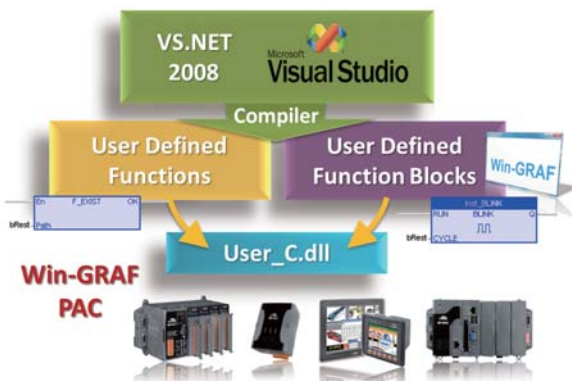 VS.NET
2008
Microsoft
Visual Studio
Compiler
User Defined
Functions
User Defined
Function Blocks
Win-GRAF
En F_EXIST OK
bRest Path
Inst_BLINK
RUN BLINK Q
bRest CYCLE
User_C.dll
Win-GRAF
PAC